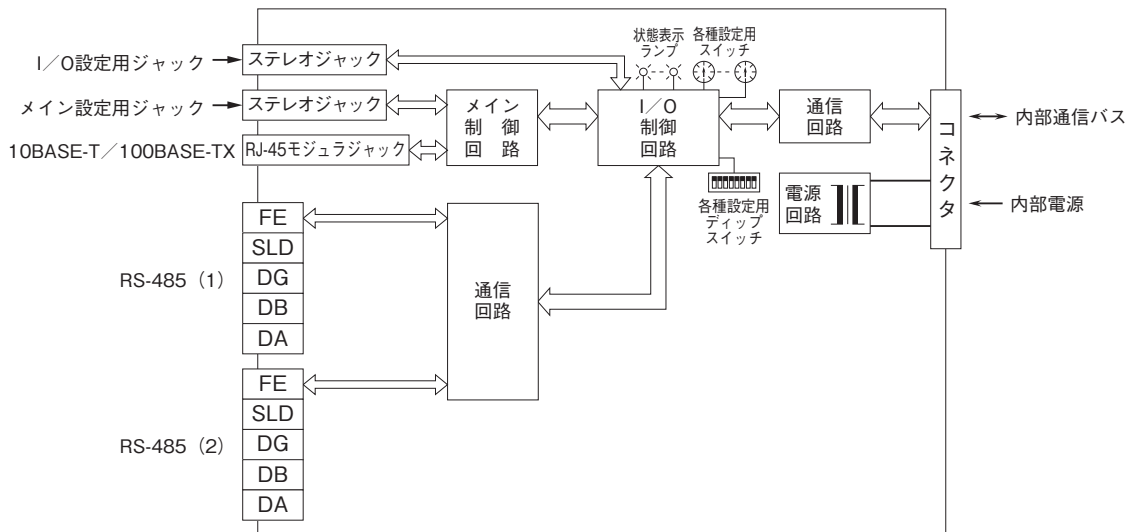 I／O設定用ジャック
ステレオジャック
メイン設定用ジャック
ステレオジャック
10BASE-T／100BASE-TX
RJ-45モジュラジャック
メイン
制御
回路
状態表示
ランプ
各種設定用
スイッチ
I／O
制御
回路
通信
回路
コネクタ
内部通信バス
各種設定用
ディップ
スイッチ
電源
回路
内部電源
RS-485（1）
FE
SLD
DG
DB
DA
通信
回路
RS-485（2）
FE
SLD
DG
DB
DA